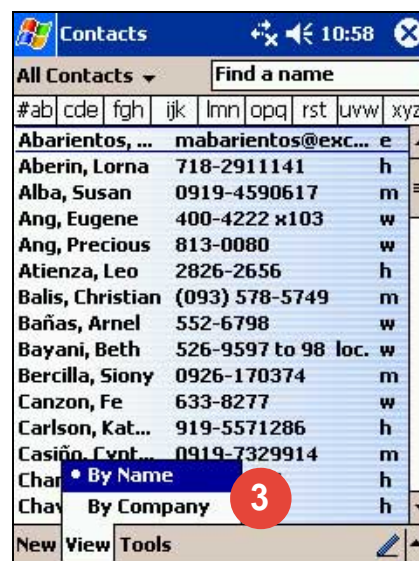 Contacts 10:58
All Contacts Find a name
#ab cde fgh ijk lmn opq rst uvw xyz
Abarientos, ... mabarientos@exc... e
Aberin, Lorna 718-2911141 h
Alba, Susan 0919-4590617 m
Ang, Eugene 400-4222 x103 w
Ang, Precious 813-0080 w
Atienza, Leo 2826-2656 h
Balis, Christian (093) 578-5749 m
Bañas, Arnel 552-6798 w
Bayani, Beth 526-9597 to 98 loc. w
Bercilla, Siony 0926-170374 m
Canzon, Fe 633-8277 w
Carlson, Kat... 919-5571286 h
Casiño, Cynt... 0919-7329914 m
h
By Name
h
By Company
3
New View Tools